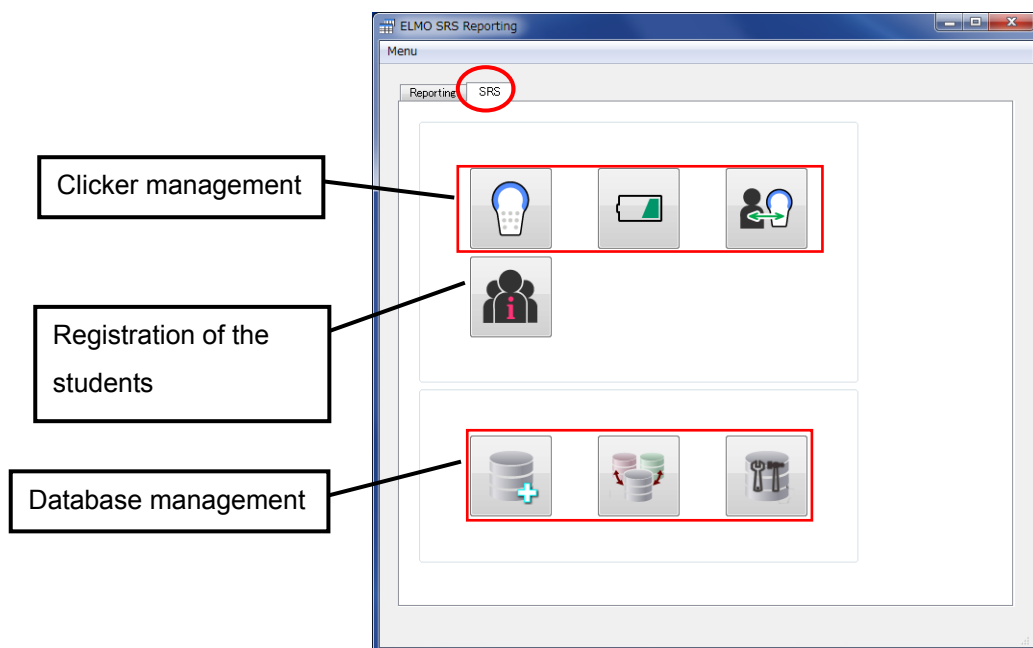 ELMO SRS Reporting
Menu
Reporting SRS
Clicker management
Registration of the
students
i
Database management